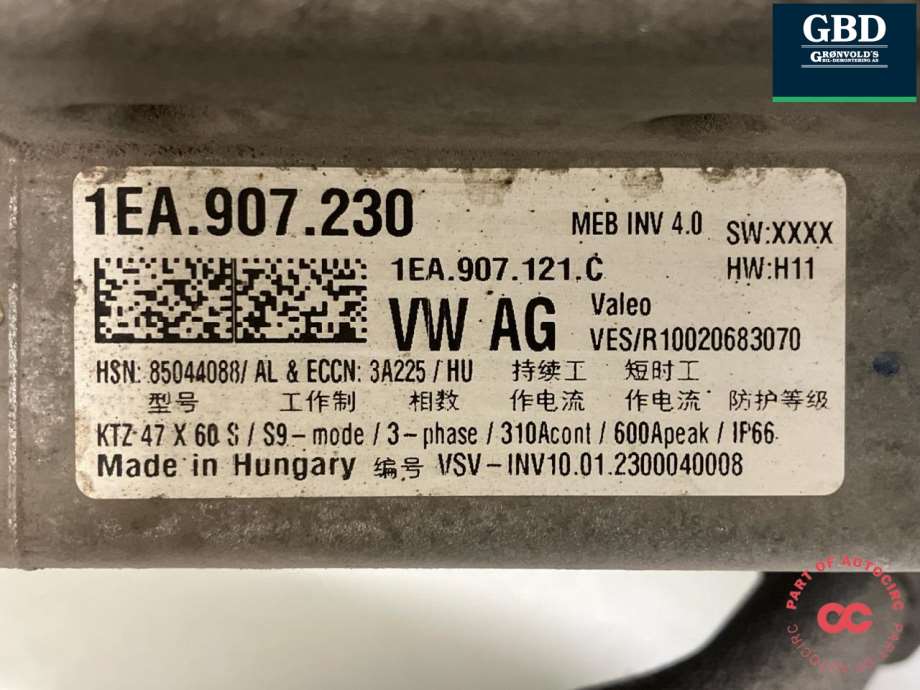 GBD
GRØNVOLD'S
BIL-DEMONTERING AS
1EA.907.230
MEB INV 4.0
SW:XXXX
1EA.907.121.C
HW:H11
VW AG
Valeo
VES/R10020683070
HSN: 85044088/ AL & ECCN: 3A225 / HU 持续工 短时工
型号 工作制 相数 作电流 作电流 防护等级
KTZ 47 X 60 S / S9-mode / 3-phase / 310Acont / 600Apeak / IP66
Made in Hungary 编号 VSV-INV10.01.2300040008
PART OF AUTOCIRC
PART OF AUTOCIRC